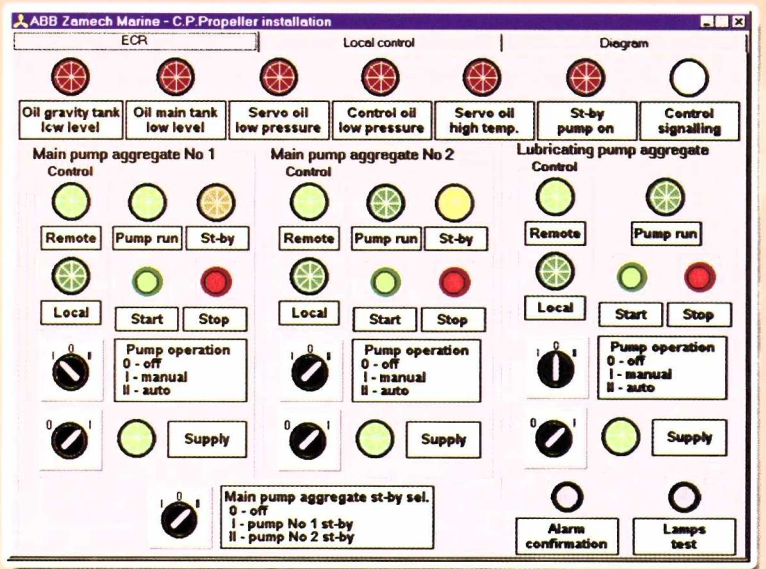 ABB Zamech Marine - C.P.Propeller installation
ECR
Local control
Diagram
Oil gravity tank
lcw level
Oil main tank
low level
Servo oil
low pressure
Control oil
low pressure
Servo oil
high temp.
St-by
pump on
Control
signalling
Main pump aggregate No 1
Control
Remote
Pump run
St-by
Local
Start
Stop
I 0 II
Pump operation
0 - off
I - manual
II - auto
0 I
Supply
Main pump aggregate No 2
Control
Remote
Pump run
St-by
Local
Start
Stop
I 0 II
Pump operation
0 - off
I - manual
II - auto
0 I
Supply
Lubricating pump aggregate
Control
Remote
Pump run
Local
Start
Stop
I 0 II
Pump operation
0 - off
I - manual
II - auto
0 I
Supply
I 0 II
Main pump aggregate st-by sel.
0 - off
I - pump No 1 st-by
II - pump No 2 st-by
Alarm
confirmation
Lamps
test